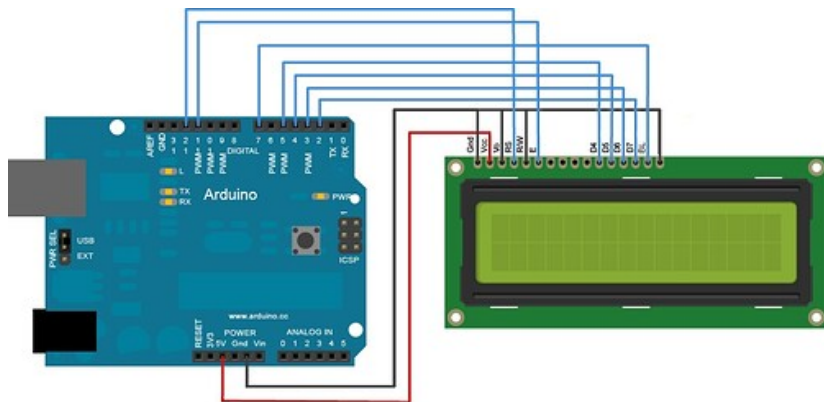 AREF
GND
13
12
11 PWM
10 PWM
9 PWM
8
DIGITAL
7
6 PWM
5 PWM
4
3 PWM
2
1 TX
0 RX
L
TX
RX
Arduino
PWR
PWR SEL
USB
EXT
ICSP
1
www.arduino.cc
POWER
ANALOG IN
RESET
3V3
5V
Gnd
Vin
0 1 2 3 4 5
Gnd
Vcc
Vo
RS
R/W
E
D4
D5
D6
D7
BL